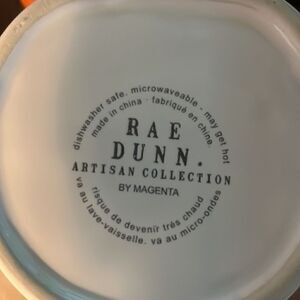 dishwasher safe. microwaveable - may get hot
made in china · fabriqué en chine.
RAE
DUNN.
ARTISAN COLLECTION
BY MAGENTA
risque de devenir très chaud
va au lave-vaisselle. va au micro-ondes